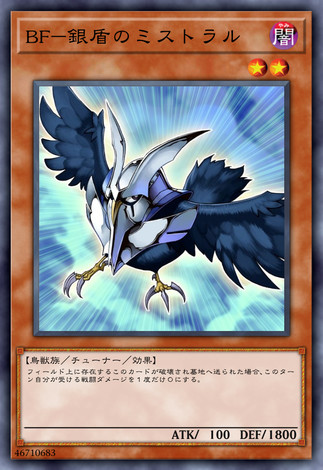 BF－銀盾のミストラル
やみ
闇
【鳥獣族／チューナー／効果】
フィールド上に存在するこのカードが破壊され墓地へ送られた場合、このター
ン自分が受ける戦闘ダメージを１度だけ０にする。
ATK/ 100 DEF/1800
46710683